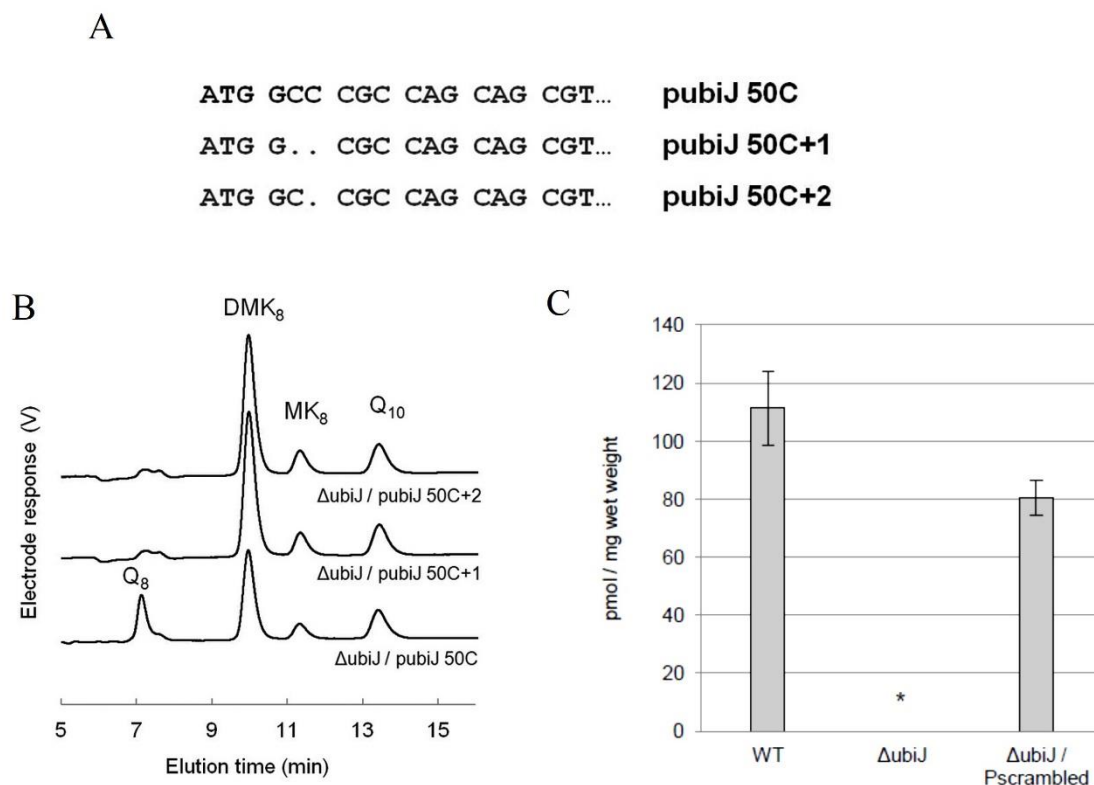 A
ATG GCC CGC CAG CAG CGT... pubiJ 50C
ATG G.. CGC CAG CAG CGT... pubiJ 50C+1
ATG GC. CGC CAG CAG CGT... pubiJ 50C+2
B
DMK₈
MK₈
Q₁₀
ΔubiJ / pubiJ 50C+2
ΔubiJ / pubiJ 50C+1
Q₈
ΔubiJ / pubiJ 50C
Electrode response (V)
5 7 9 11 13 15
Elution time (min)
C
140
120
100
80
60
40
20
0
pmol / mg wet weight
*
WT ΔubiJ ΔubiJ /
Pscrambled